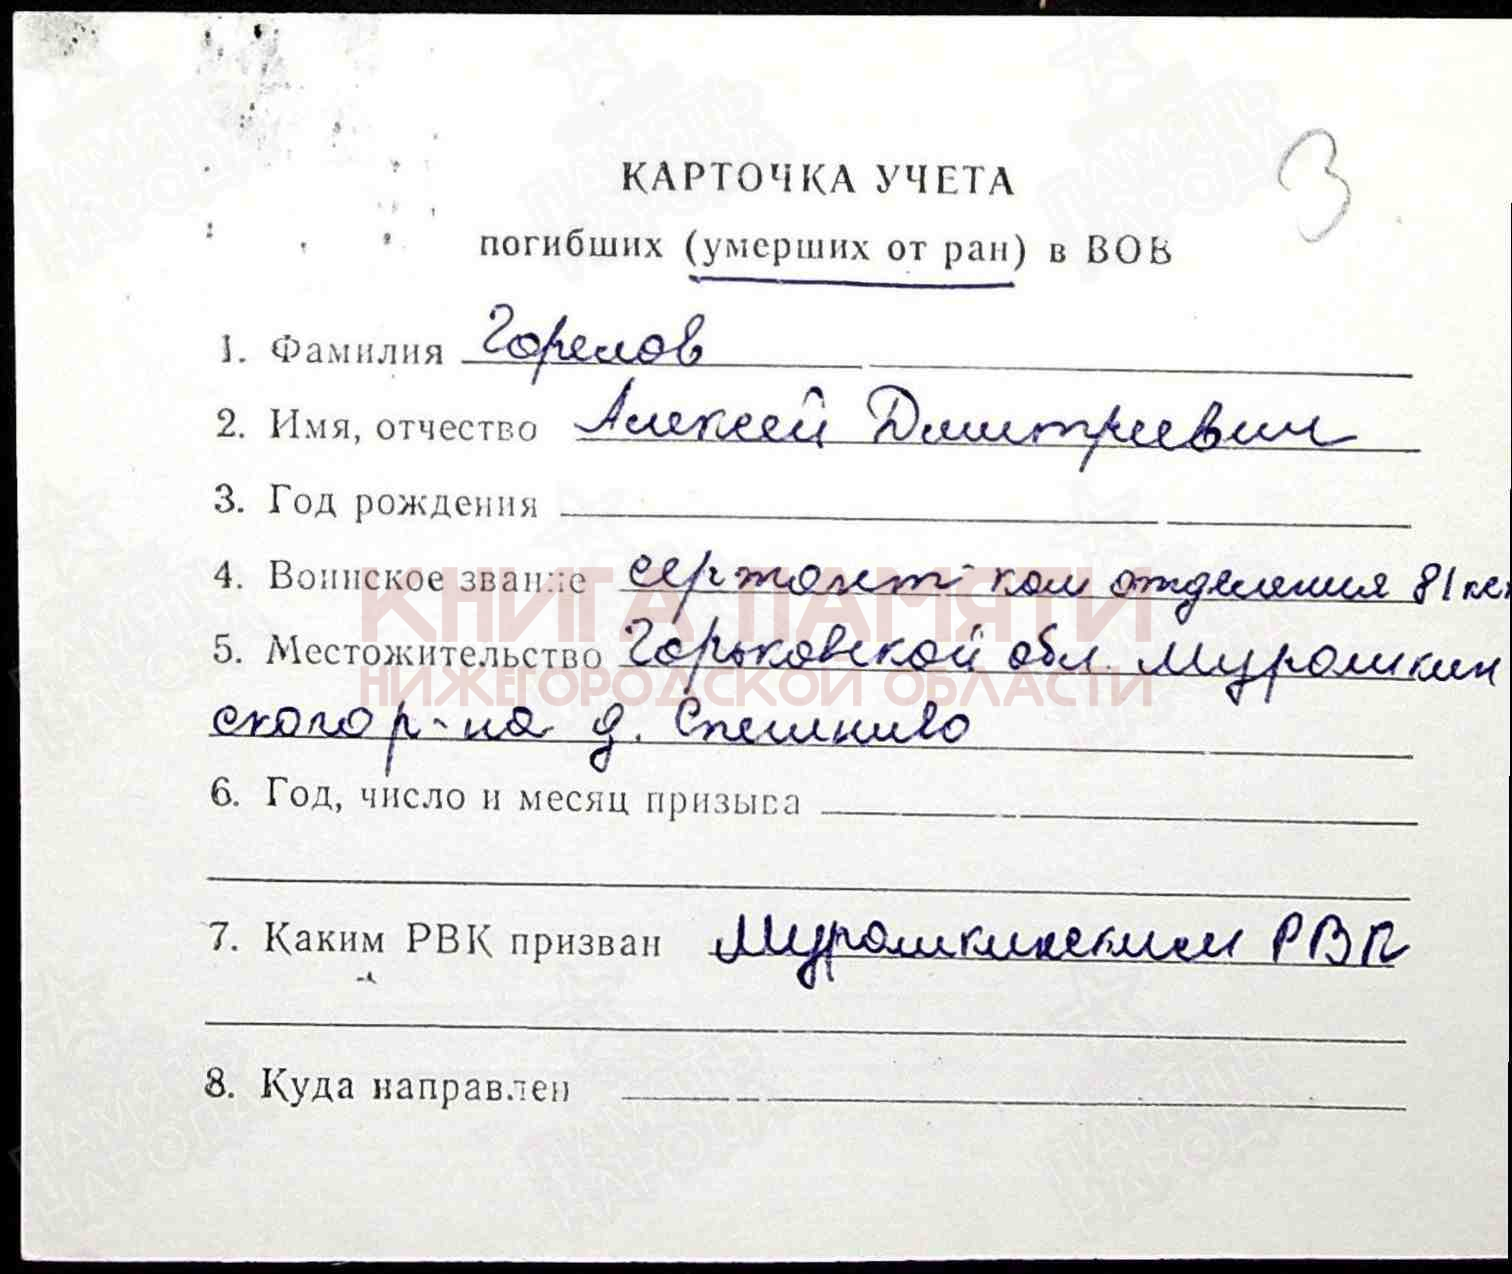 3
КАРТОЧКА УЧЕТА
погибших (умерших от ран) в ВОВ
1. Фамилия Горелов
2. Имя, отчество Алексей Дмитриевич
3. Год рождения
4. Воинское звание сержант ком отделения 81
КНИГА ПАМЯТИ
5. Местожительство Горьковской обл. Мурашкин
НИЖЕГОРОДСКОЙ ОБЛАСТИ
ского р-на д. Спешнево
6. Год, число и месяц призыва
7. Каким РВК призван Мурашкинским РВК
8. Куда направлен